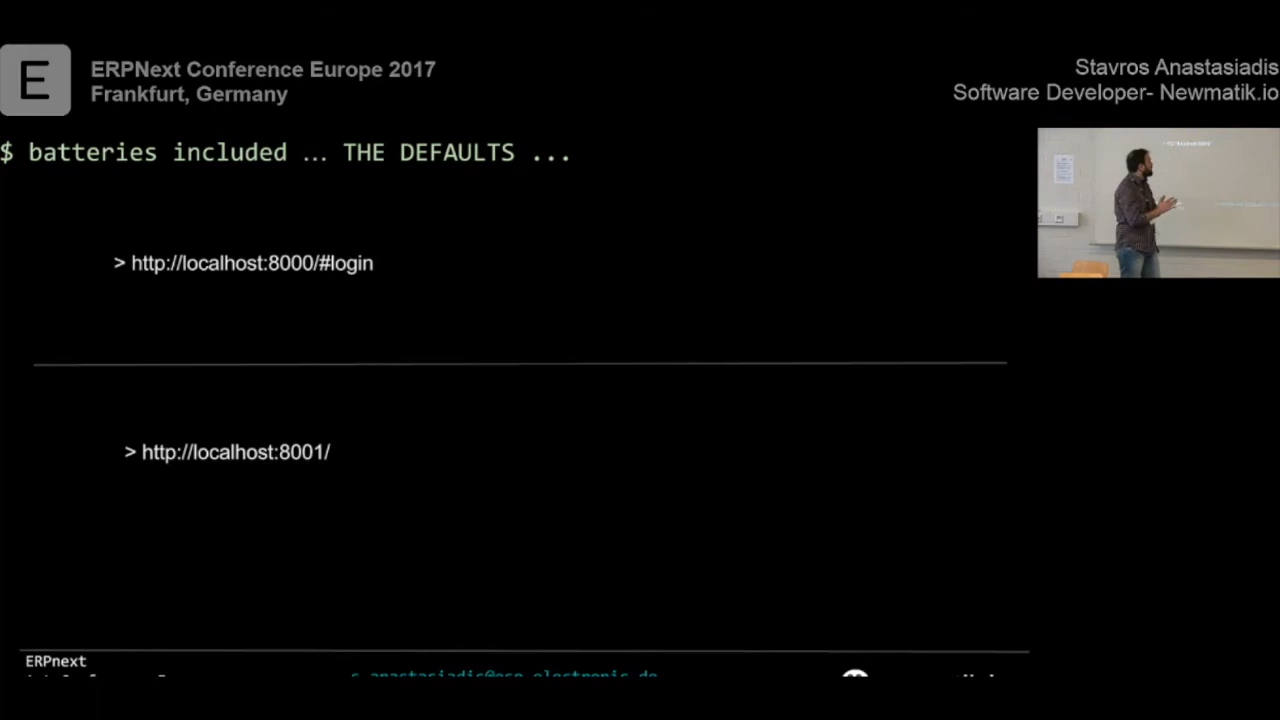 E
ERPNext Conference Europe 2017
Frankfurt, Germany
Stavros Anastasiadis
Software Developer- Newmatik.io
$ batteries included ... THE DEFAULTS ...
> http://localhost:8000/#login
> http://localhost:8001/
ERPnext